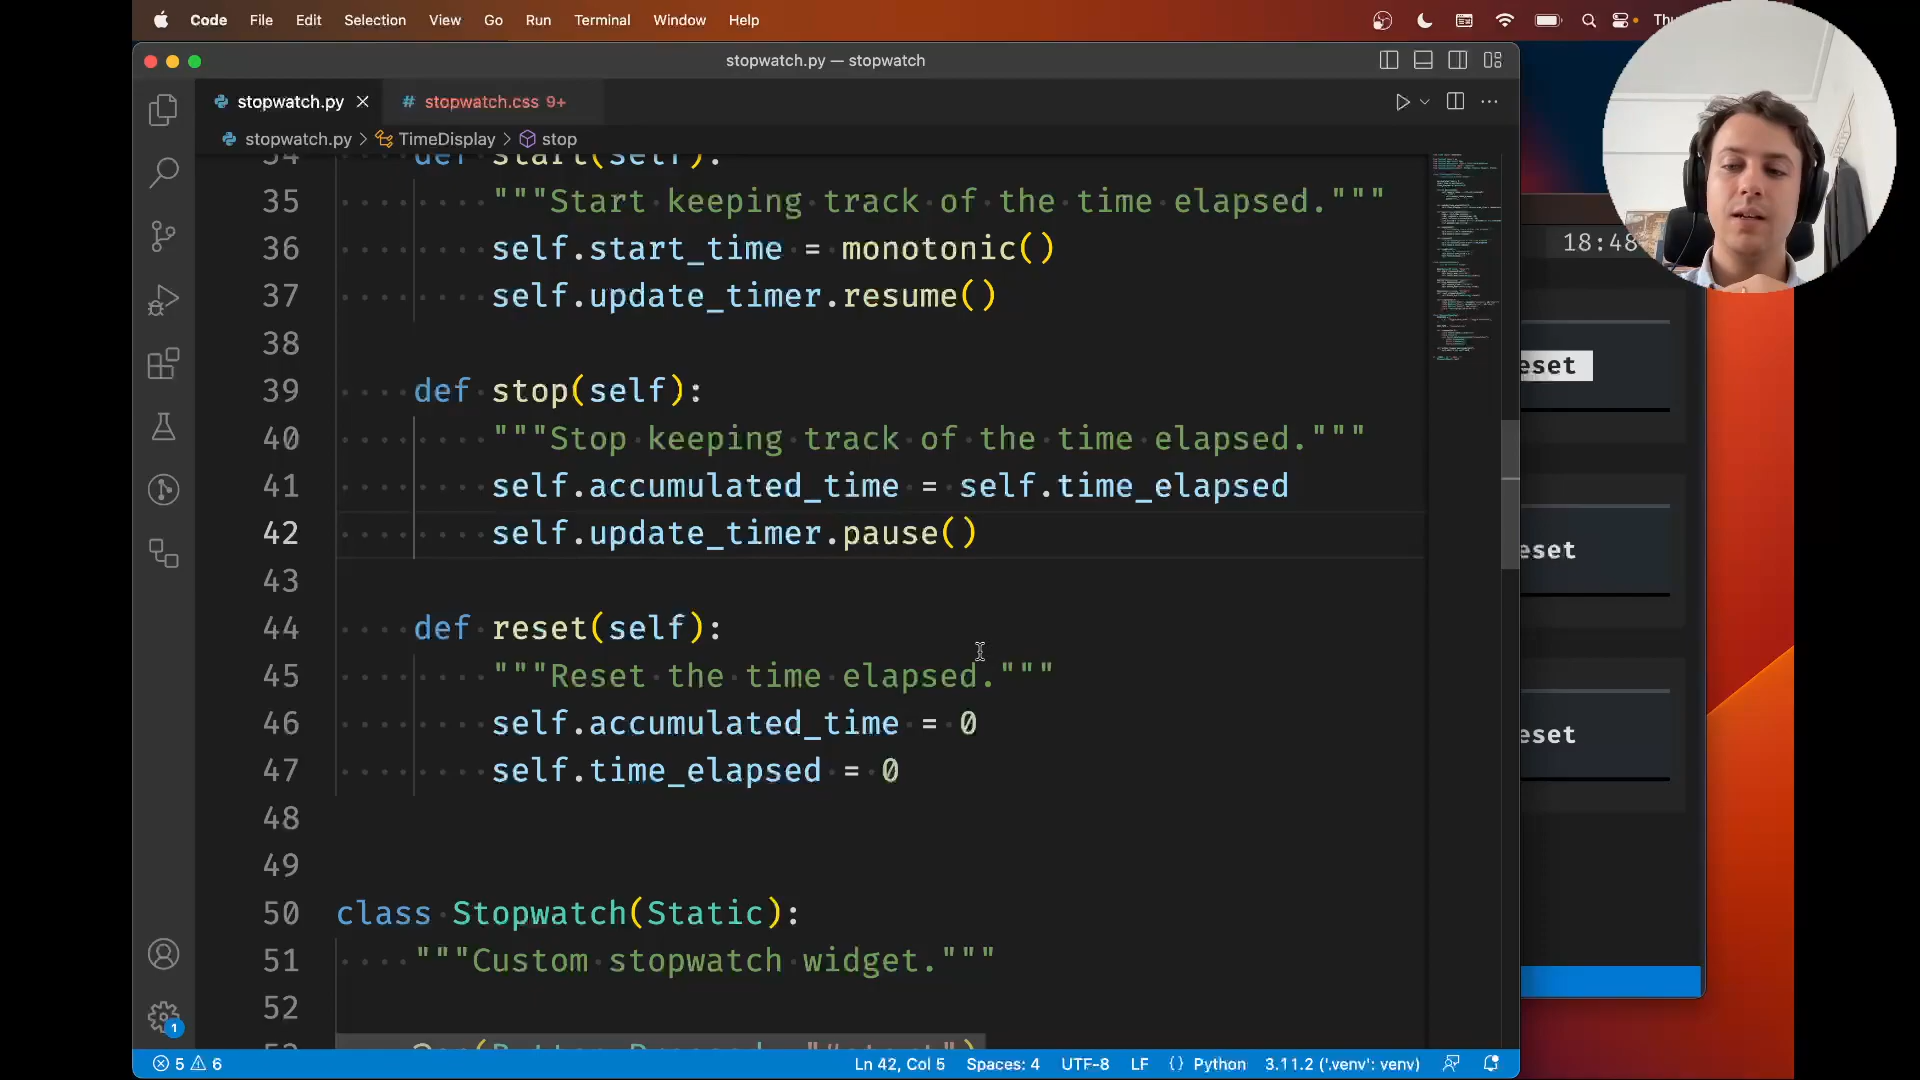 Code File Edit Selection View Go Run Terminal Window Help
stopwatch.py — stopwatch
stopwatch.py
# stopwatch.css 9+
stopwatch.py > TimeDisplay > stop
34 def start(self):
35 """Start keeping track of the time elapsed."""
36 self.start_time = monotonic()
37 self.update_timer.resume()
38
39 def stop(self):
40 """Stop keeping track of the time elapsed."""
41 self.accumulated_time = self.time_elapsed
42 self.update_timer.pause()
43
44 def reset(self):
45 """Reset the time elapsed."""
46 self.accumulated_time = 0
47 self.time_elapsed = 0
48
49
50 class Stopwatch(Static):
51 """Custom stopwatch widget."""
52
18:48
eset
eset
eset
1
5 6
Ln 42, Col 5 Spaces: 4 UTF-8 LF {} Python 3.11.2 ('.venv': venv)